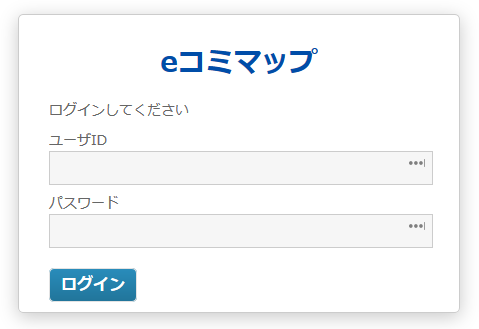 eコミマップ
ログインしてください
ユーザID
パスワード
ログイン